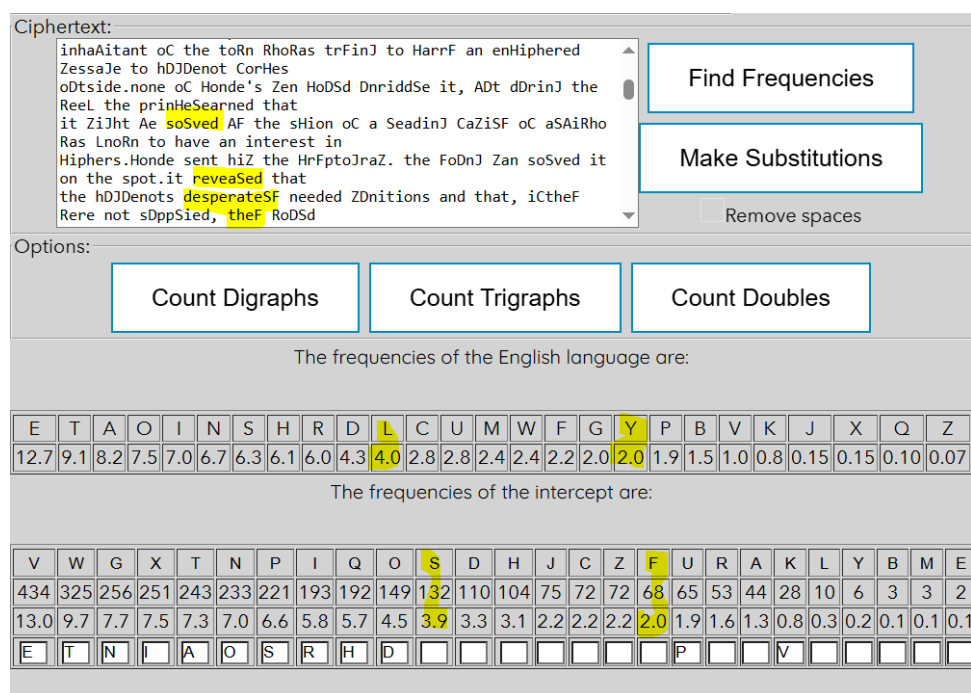 Ciphertext:
inhaAitant oC the toRn RhoRas trFinJ to HarrF an enHiphered
ZessaJe to hDJDenot CorHes
oDtside.none oC Honde's Zen HoDSd DnriddSe it, ADt dDrinJ the
ReeL the prinHeSearned that
it ZiJht Ae soSved AF the sHion oC a SeadinJ CaZiSF oC aSAiRho
Ras LnoRn to have an interest in
Hiphers.Honde sent hiZ the HrFptoJraZ. the FoDnJ Zan soSved it
on the spot.it reveaSed that
the hDJDenots desperateSF needed ZDnitions and that, iCtheF
Rere not sDppSied, theF RoDSd
Find Frequencies
Make Substitutions
Remove spaces
Options:
Count Digraphs Count Trigraphs Count Doubles
The frequencies of the English language are:
E T A O I N S H R D L C U M W F G Y P B V K J X Q Z
12.7 9.1 8.2 7.5 7.0 6.7 6.3 6.1 6.0 4.3 4.0 2.8 2.8 2.4 2.4 2.2 2.0 2.0 1.9 1.5 1.0 0.8 0.15 0.15 0.10 0.07
The frequencies of the intercept are:
V W G X T N P I Q O S D H J C Z F U R A K L Y B M E
434 325 256 251 243 233 221 193 192 149 132 110 104 75 72 72 68 65 53 44 28 10 6 3 3 2
13.0 9.7 7.7 7.5 7.3 7.0 6.6 5.8 5.7 4.5 3.9 3.3 3.1 2.2 2.2 2.2 2.0 1.9 1.6 1.3 0.8 0.3 0.2 0.1 0.1 0.1
E T N I A O S R H D P V